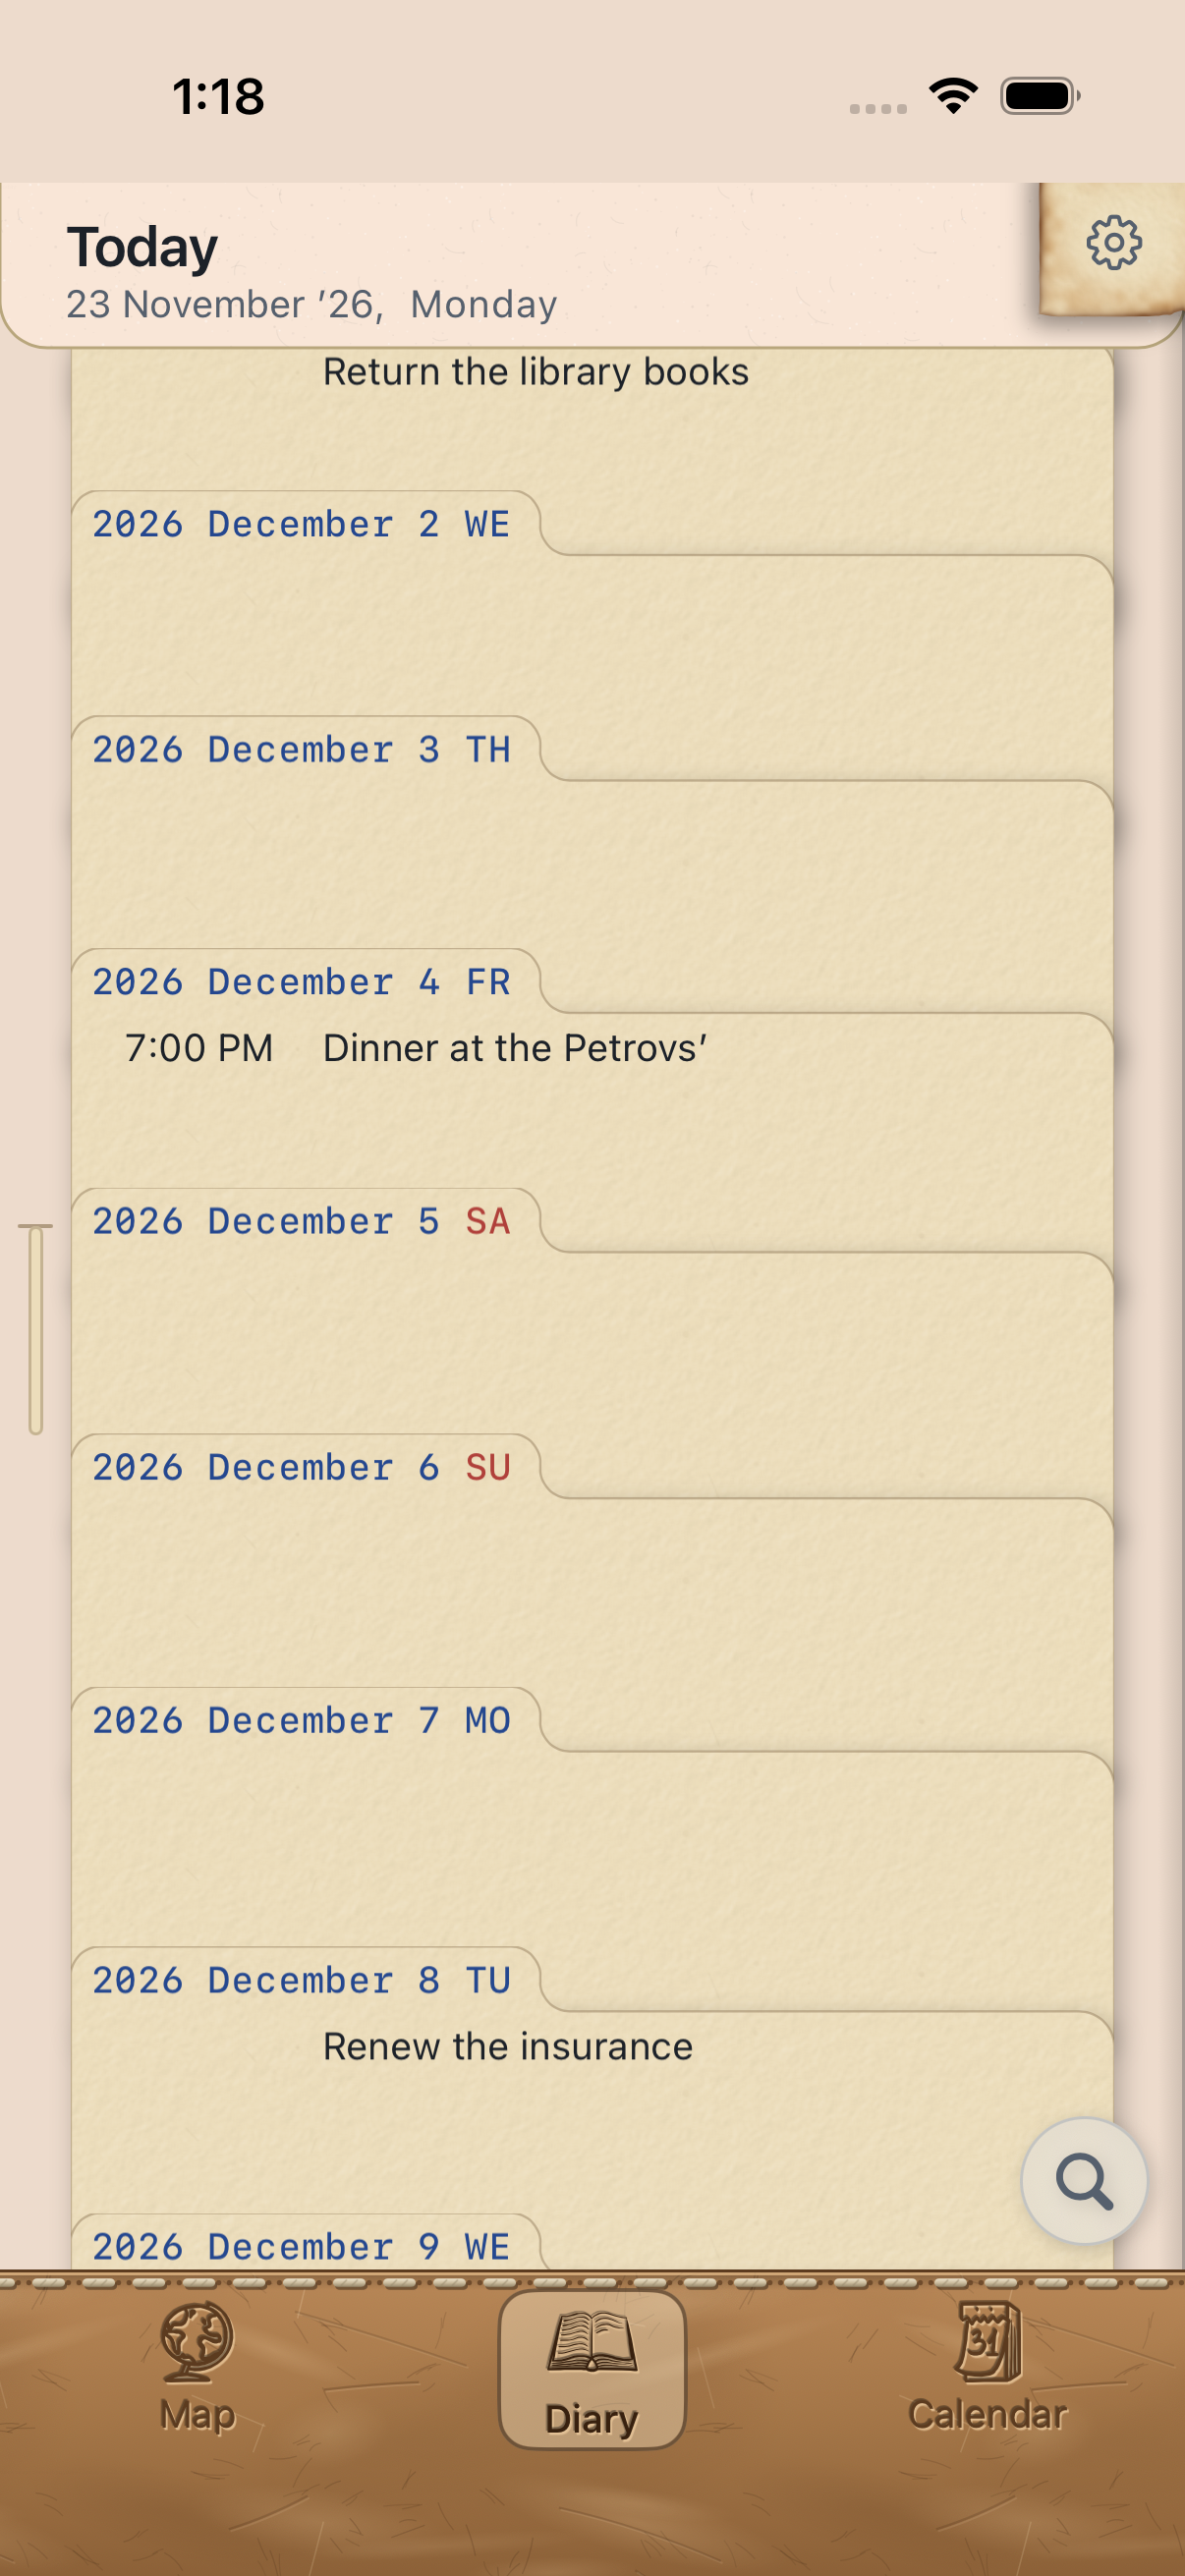 1:18
Today
23 November ’26, Monday
Return the library books
2026 December 2 WE
2026 December 3 TH
2026 December 4 FR
7:00 PM Dinner at the Petrovs’
2026 December 5 SA
2026 December 6 SU
2026 December 7 MO
2026 December 8 TU
Renew the insurance
2026 December 9 WE
31
Map Diary Calendar